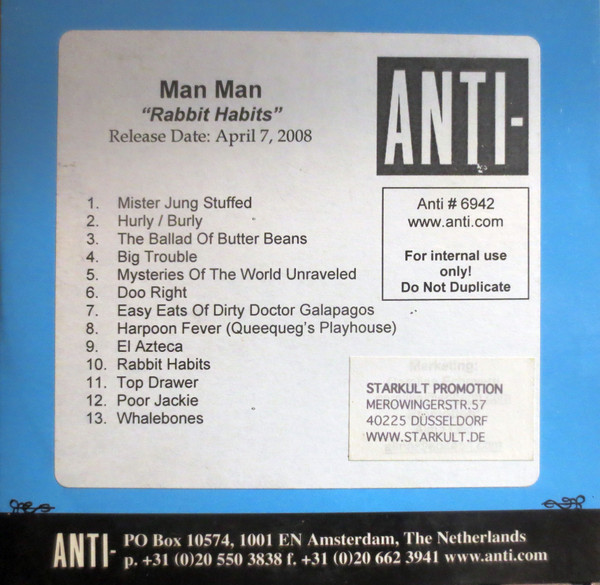 Man Man
"Rabbit Habits"
Release Date: April 7, 2008
ANTI-
Anti # 6942
www.anti.com
For internal use
only!
Do Not Duplicate
1. Mister Jung Stuffed
2. Hurly / Burly
3. The Ballad Of Butter Beans
4. Big Trouble
5. Mysteries Of The World Unraveled
6. Doo Right
7. Easy Eats Of Dirty Doctor Galapagos
8. Harpoon Fever (Queequeg's Playhouse)
9. El Azteca
10. Rabbit Habits
11. Top Drawer
12. Poor Jackie
13. Whalebones
Marketing:
STARKULT PROMOTION
MEROWINGERSTR.57
40225 DÜSSELDORF
WWW.STARKULT.DE
ANTI- PO Box 10574, 1001 EN Amsterdam, The Netherlands
p. +31 (0)20 550 3838 f. +31 (0)20 662 3941 www.anti.com